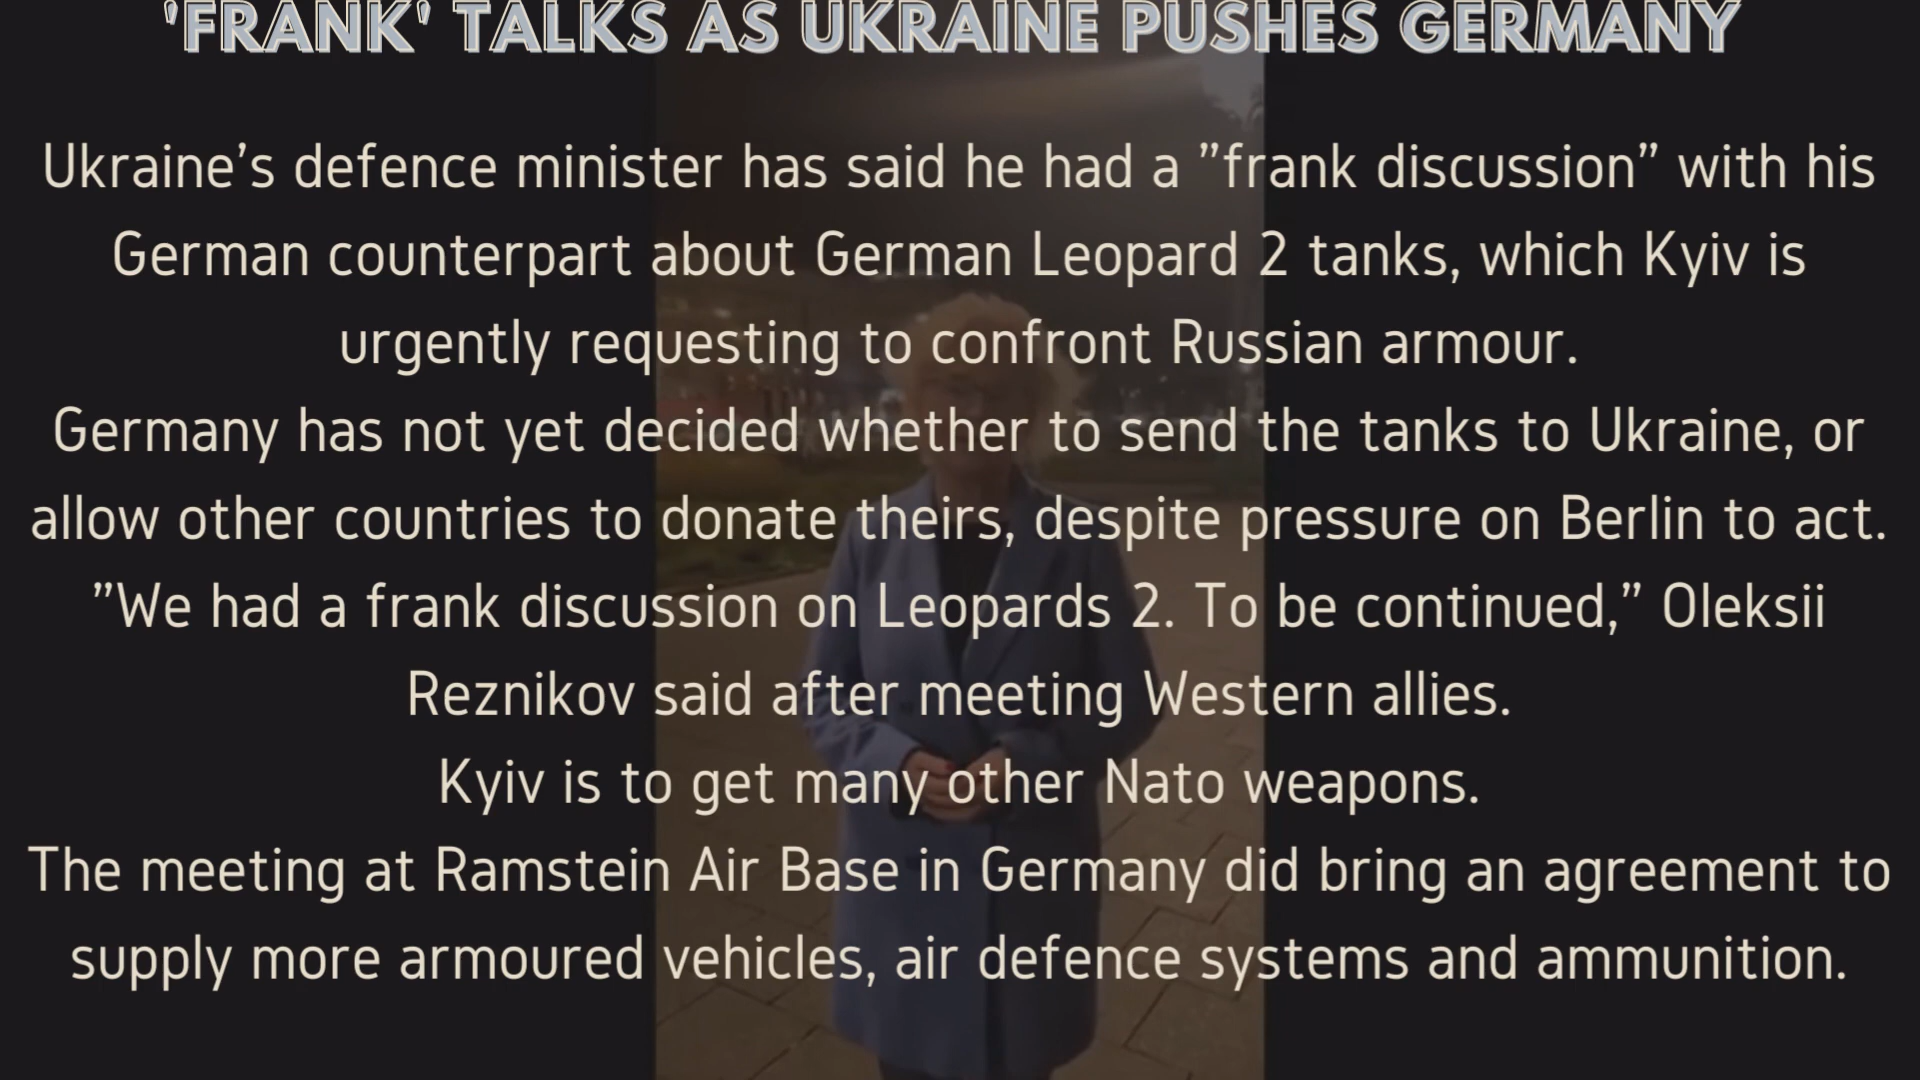 'FRANK' TALKS AS UKRAINE PUSHES GERMANY
Ukraine's defence minister has said he had a ”frank discussion” with his
German counterpart about German Leopard 2 tanks, which Kyiv is
urgently requesting to confront Russian armour.
Germany has not yet decided whether to send the tanks to Ukraine, or
allow other countries to donate theirs, despite pressure on Berlin to act.
”We had a frank discussion on Leopards 2. To be continued,” Oleksii
Reznikov said after meeting Western allies.
Kyiv is to get many other Nato weapons.
The meeting at Ramstein Air Base in Germany did bring an agreement to
supply more armoured vehicles, air defence systems and ammunition.